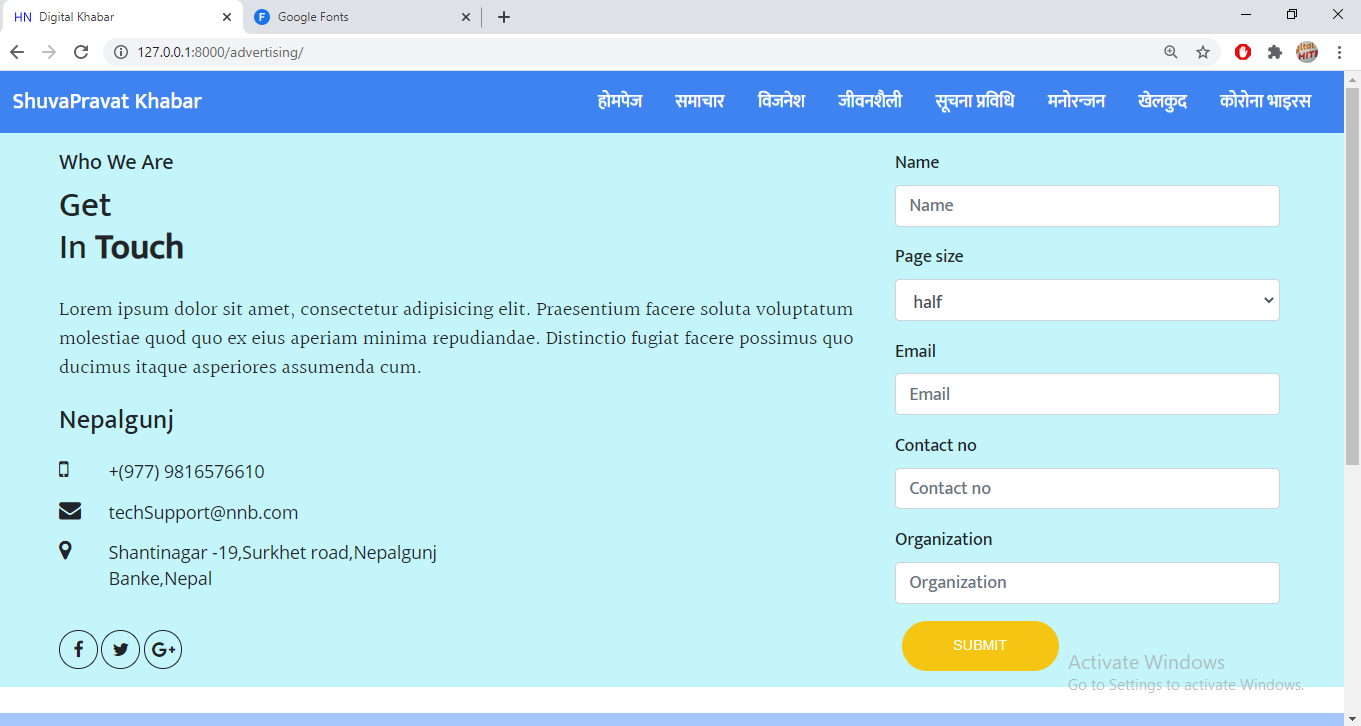 HN Digital Khabar
Google Fonts
127.0.0.1:8000/advertising/
ShuvaPravat Khabar
होमपेज समाचार विजनेश जीवनशैली सूचना प्रविधि मनोरन्जन खेलकुद कोरोना भाइरस
Who We Are
Get
In Touch
Lorem ipsum dolor sit amet, consectetur adipisicing elit. Praesentium facere soluta voluptatum
molestiae quod quo ex eius aperiam minima repudiandae. Distinctio fugiat facere possimus quo
ducimus itaque asperiores assumenda cum.
Nepalgunj
+(977) 9816576610
techSupport@nnb.com
Shantinagar -19,Surkhet road,Nepalgunj
Banke,Nepal
Name
Name
Page size
half
Email
Email
Contact no
Contact no
Organization
Organization
SUBMIT
Activate Windows
Go to Settings to activate Windows.